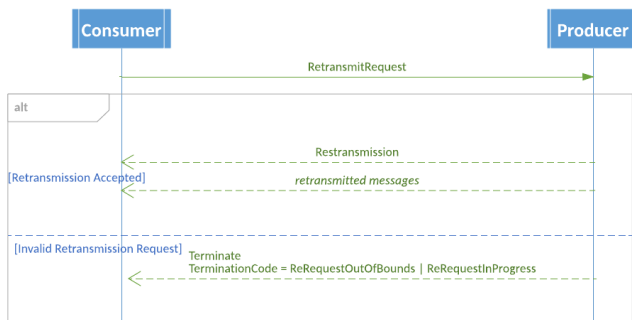 Consumer
Producer
RetransmitRequest
alt
Restransmission
[Retransmission Accepted]
retransmitted messages
[Invalid Retransmission Request]
Terminate
TerminationCode = ReRequestOutOfBounds | ReRequestInProgress